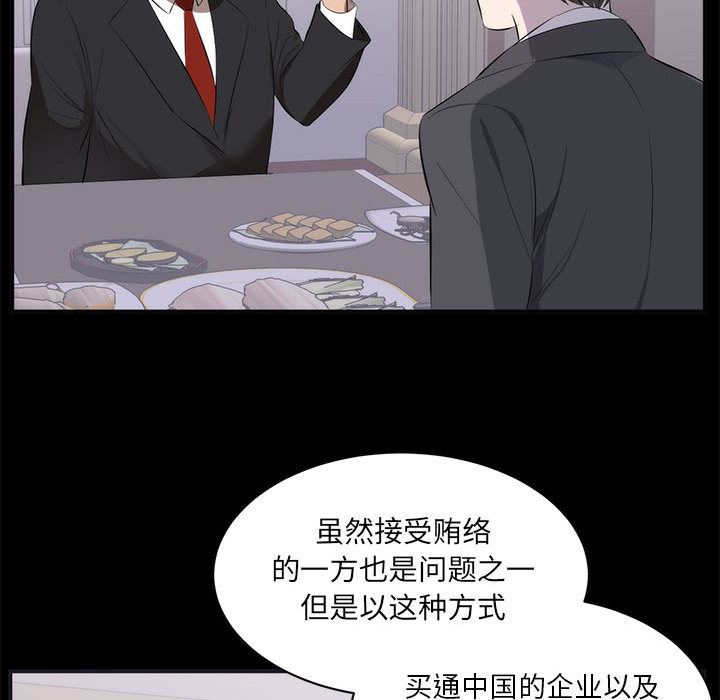 虽然接受贿络
的一方也是问题之一
但是以这种方式
买通中国的企业以及